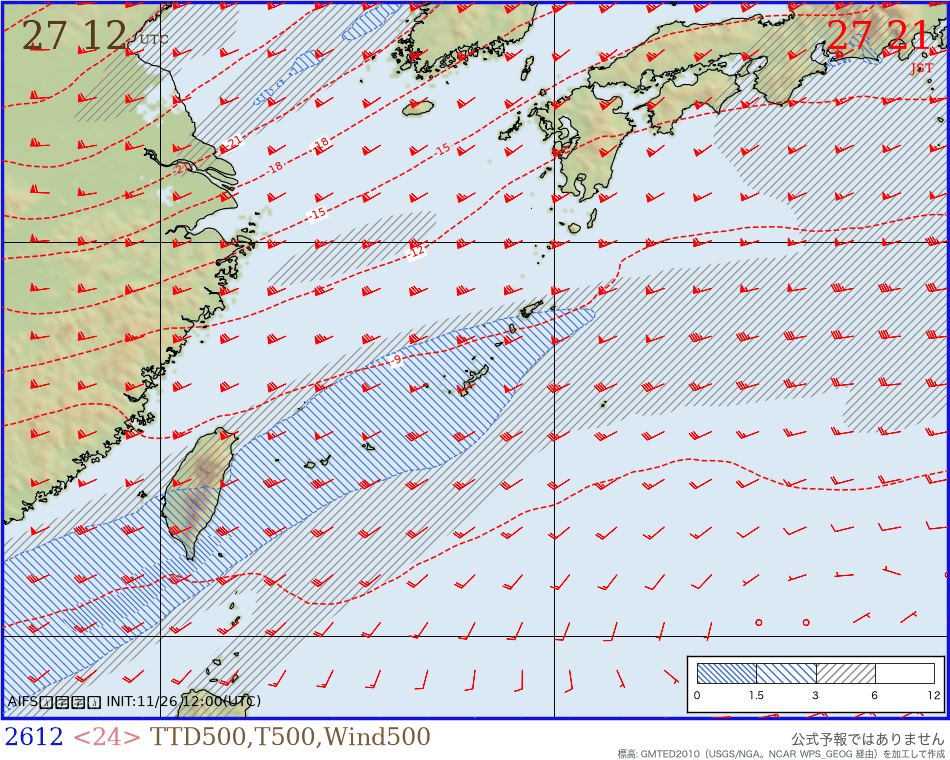 27 12 UTC
27 21
JST
-21
-18
-21
-18
-15
-15
-12
-9
0 1.5 3 6 12
AIFS INIT:11/26 12:00(UTC)
2612 <24> TTD500,T500,Wind500
公式予報ではありません
標高: GMTED2010（USGS/NGA。NCAR WPS_GEOG 経由）を加工して作成